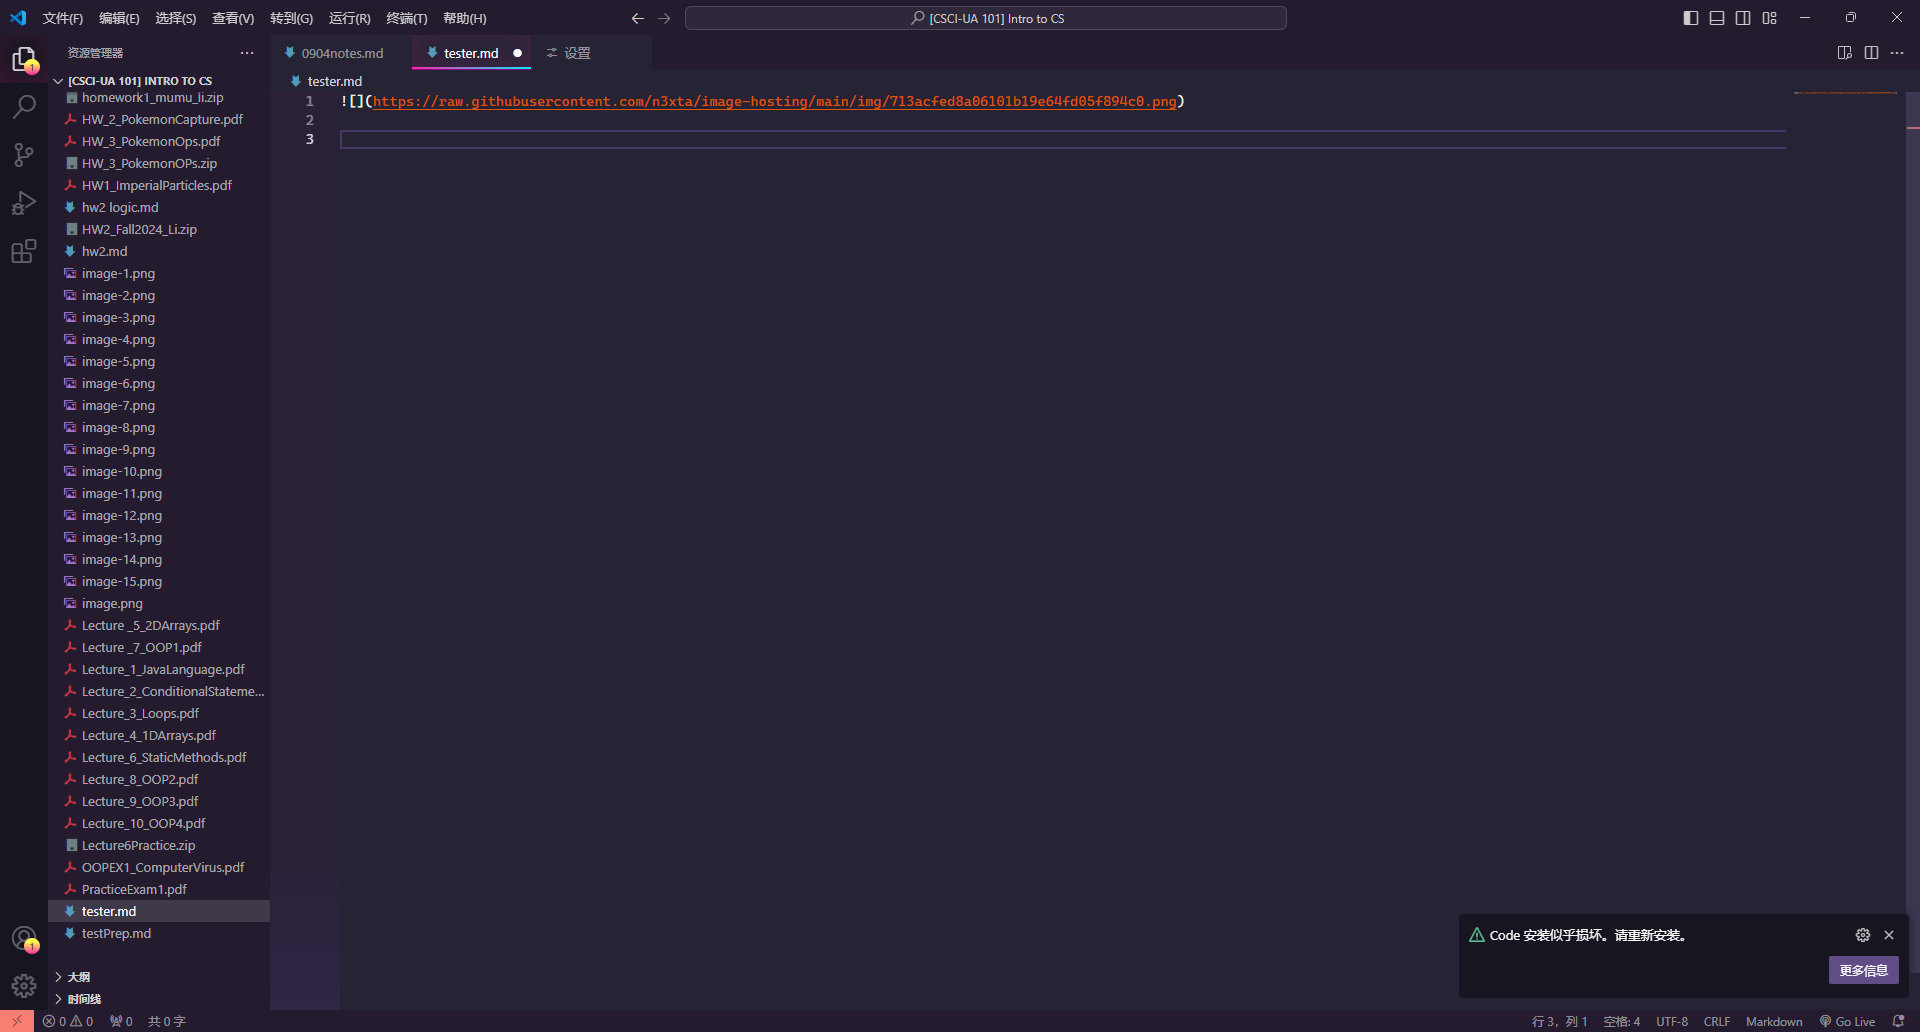 文件(F) 编辑(E) 选择(S) 查看(V) 转到(G) 运行(R) 终端(T) 帮助(H) [CSCI-UA 101] Intro to CS
资源管理器
0904notes.md tester.md 设置
[CSCI-UA 101] INTRO TO CS
tester.md
homework1_mumu_li.zip
HW_2_PokemonCapture.pdf
HW_3_PokemonOps.pdf
HW_3_PokemonOPs.zip
HW1_ImperialParticles.pdf
hw2 logic.md
HW2_Fall2024_Li.zip
hw2.md
image-1.png
image-2.png
image-3.png
image-4.png
image-5.png
image-6.png
image-7.png
image-8.png
image-9.png
image-10.png
image-11.png
image-12.png
image-13.png
image-14.png
image-15.png
image.png
Lecture _5_2DArrays.pdf
Lecture _7_OOP1.pdf
Lecture_1_JavaLanguage.pdf
Lecture_2_ConditionalStateme...
Lecture_3_Loops.pdf
Lecture_4_1DArrays.pdf
Lecture_6_StaticMethods.pdf
Lecture_8_OOP2.pdf
Lecture_9_OOP3.pdf
Lecture_10_OOP4.pdf
Lecture6Practice.zip
OOPEX1_ComputerVirus.pdf
PracticeExam1.pdf
tester.md
testPrep.md
大纲
时间线
1 ![](https://raw.githubusercontent.com/n3xta/image-hosting/main/img/713acfed8a06101b19e64fd05f894c0.png)
2
3
Code 安装似乎损坏。请重新安装。
更多信息
1
1
0 0 0 共 0 字 行 3，列 1 空格: 4 UTF-8 CRLF Markdown Go Live